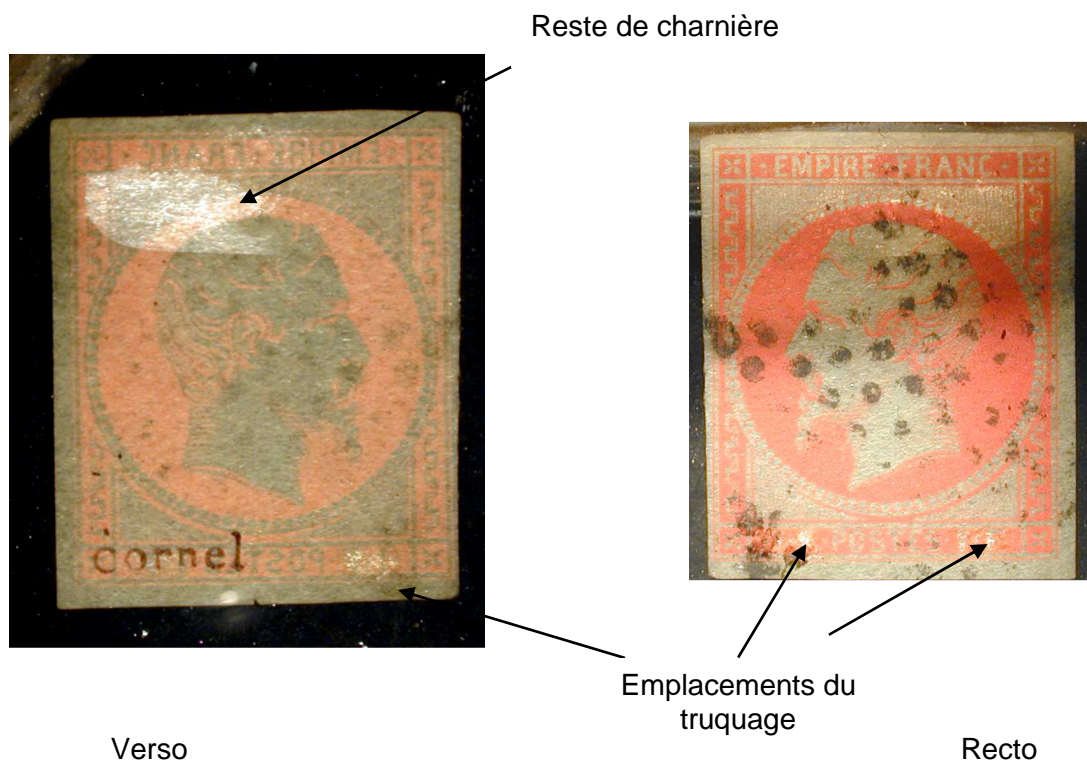 Reste de charnière
EMPIRE · FRANC ·
cornel
Emplacements du
truquage
Verso
Recto